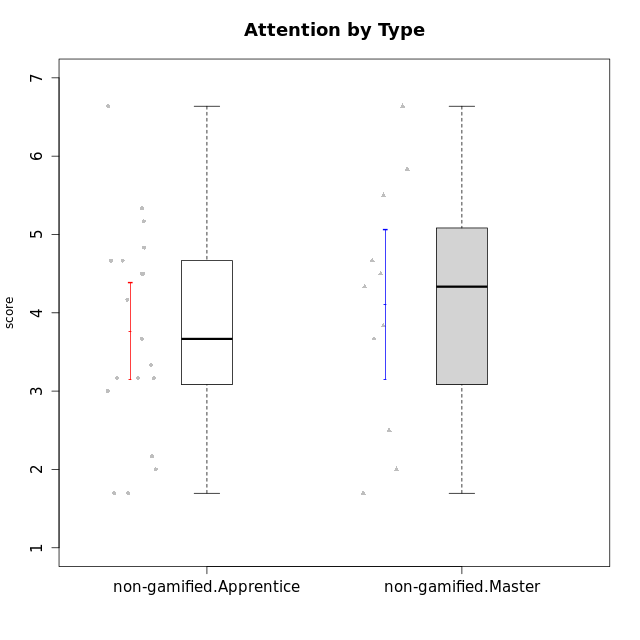 Attention by Type
7
6
5
4
3
2
1
score
non-gamified.Apprentice
non-gamified.Master